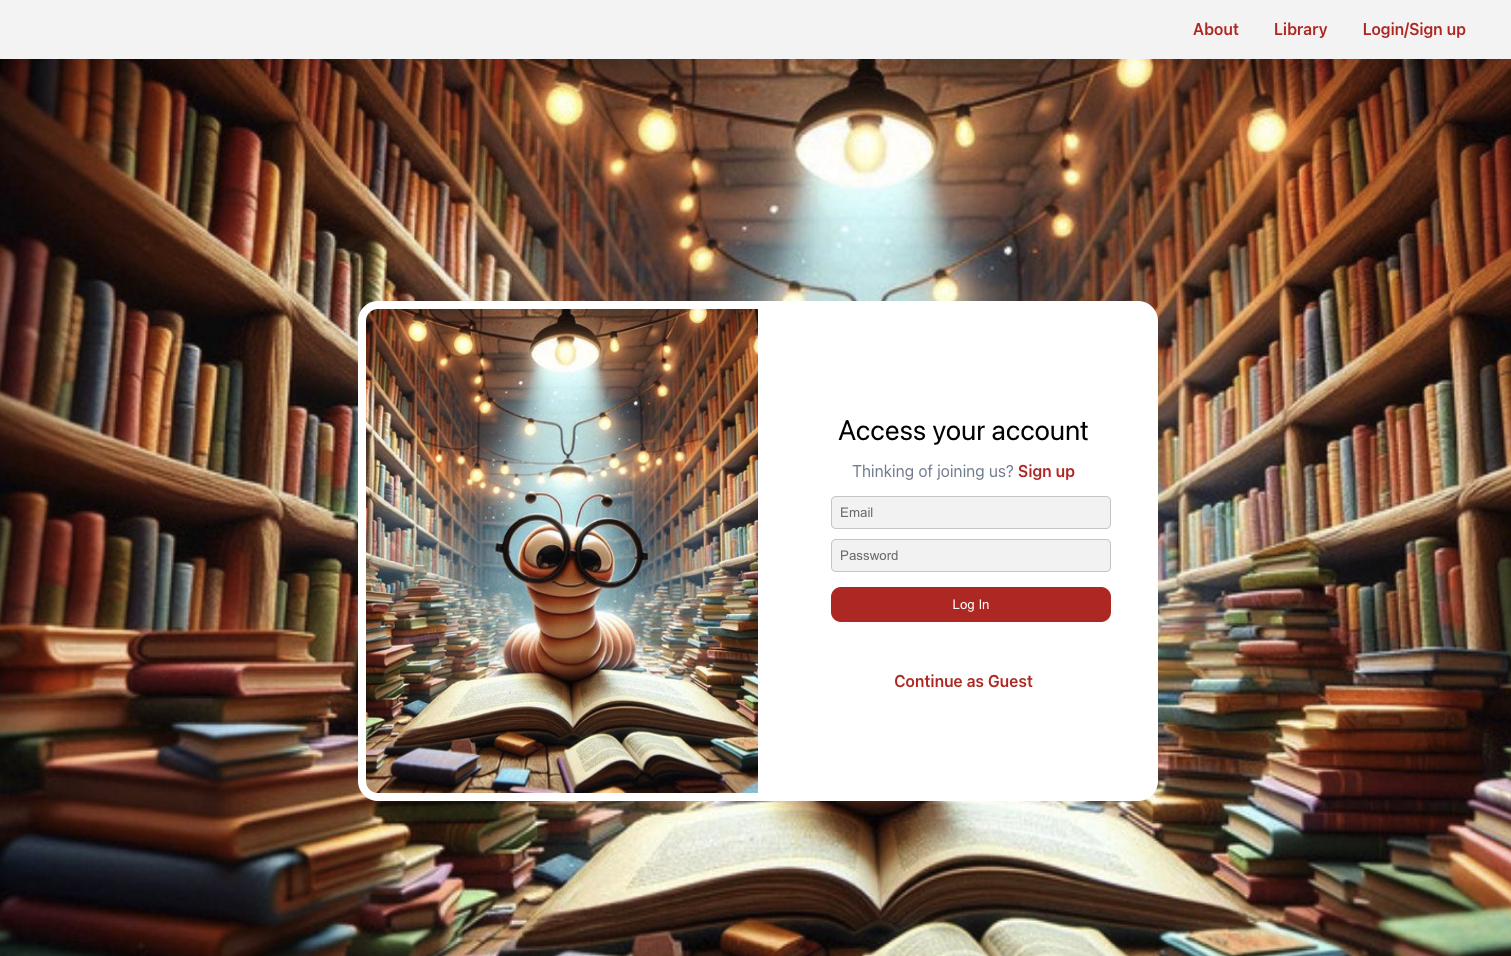 About Library Login/Sign up
Access your account
Thinking of joining us? Sign up
Email
Password
Log In
Continue as Guest